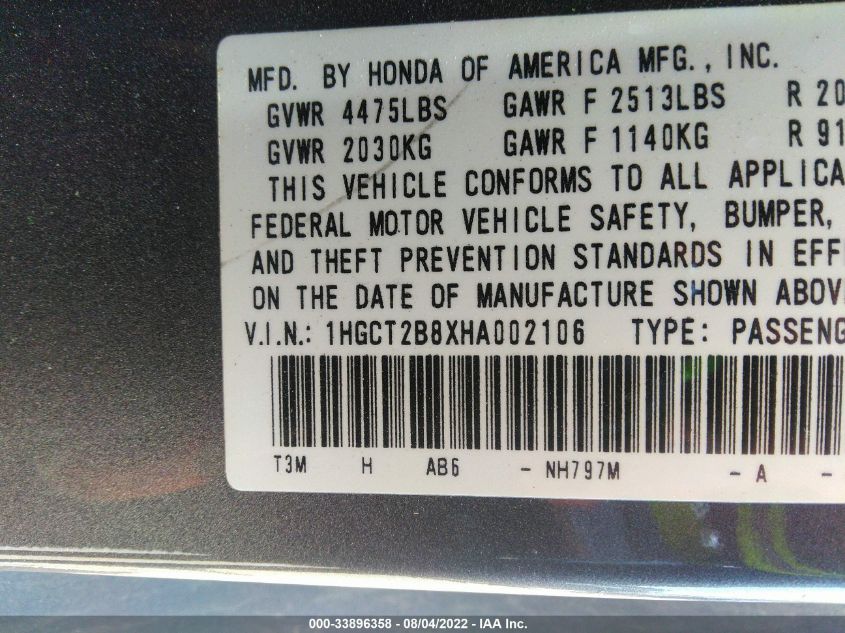 MFD. BY HONDA OF AMERICA MFG., INC.
GVWR 4475LBS GAWR F 2513LBS R 20
GVWR 2030KG GAWR F 1140KG R 91
THIS VEHICLE CONFORMS TO ALL APPLICA
FEDERAL MOTOR VEHICLE SAFETY, BUMPER,
AND THEFT PREVENTION STANDARDS IN EFF
ON THE DATE OF MANUFACTURE SHOWN ABOV
V.I.N.: 1HGCT2B8XHA002106 TYPE: PASSENG
T3M H AB6 - NH797M - A -
000-33896358 - 08/04/2022 - IAA Inc.